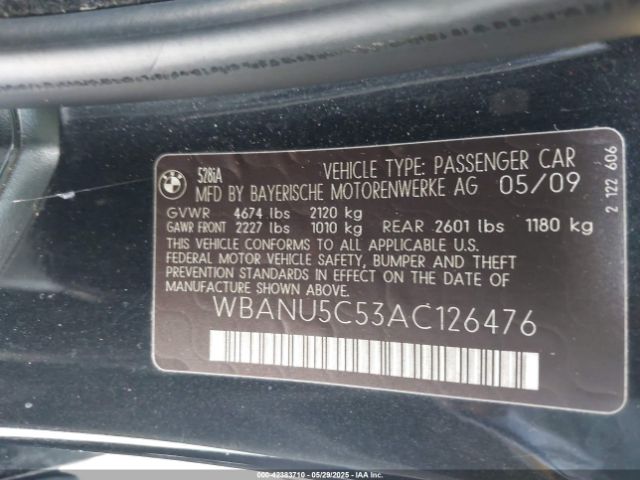 528iA
VEHICLE TYPE: PASSENGER CAR
MFD BY BAYERISCHE MOTORENWERKE AG 05/09
GVWR 4674 lbs 2120 kg
GAWR FRONT 2227 lbs 1010 kg REAR 2601 lbs 1180 kg
THIS VEHICLE CONFORMS TO ALL APPLICABLE U.S.
FEDERAL MOTOR VEHICLE SAFETY, BUMPER AND THEFT
PREVENTION STANDARDS IN EFFECT ON THE DATE OF
MANUFACTURE SHOWN ABOVE.
WBANU5C53AC126476
2 122 606
000-42383710 - 05/29/2025 - IAAI.COM